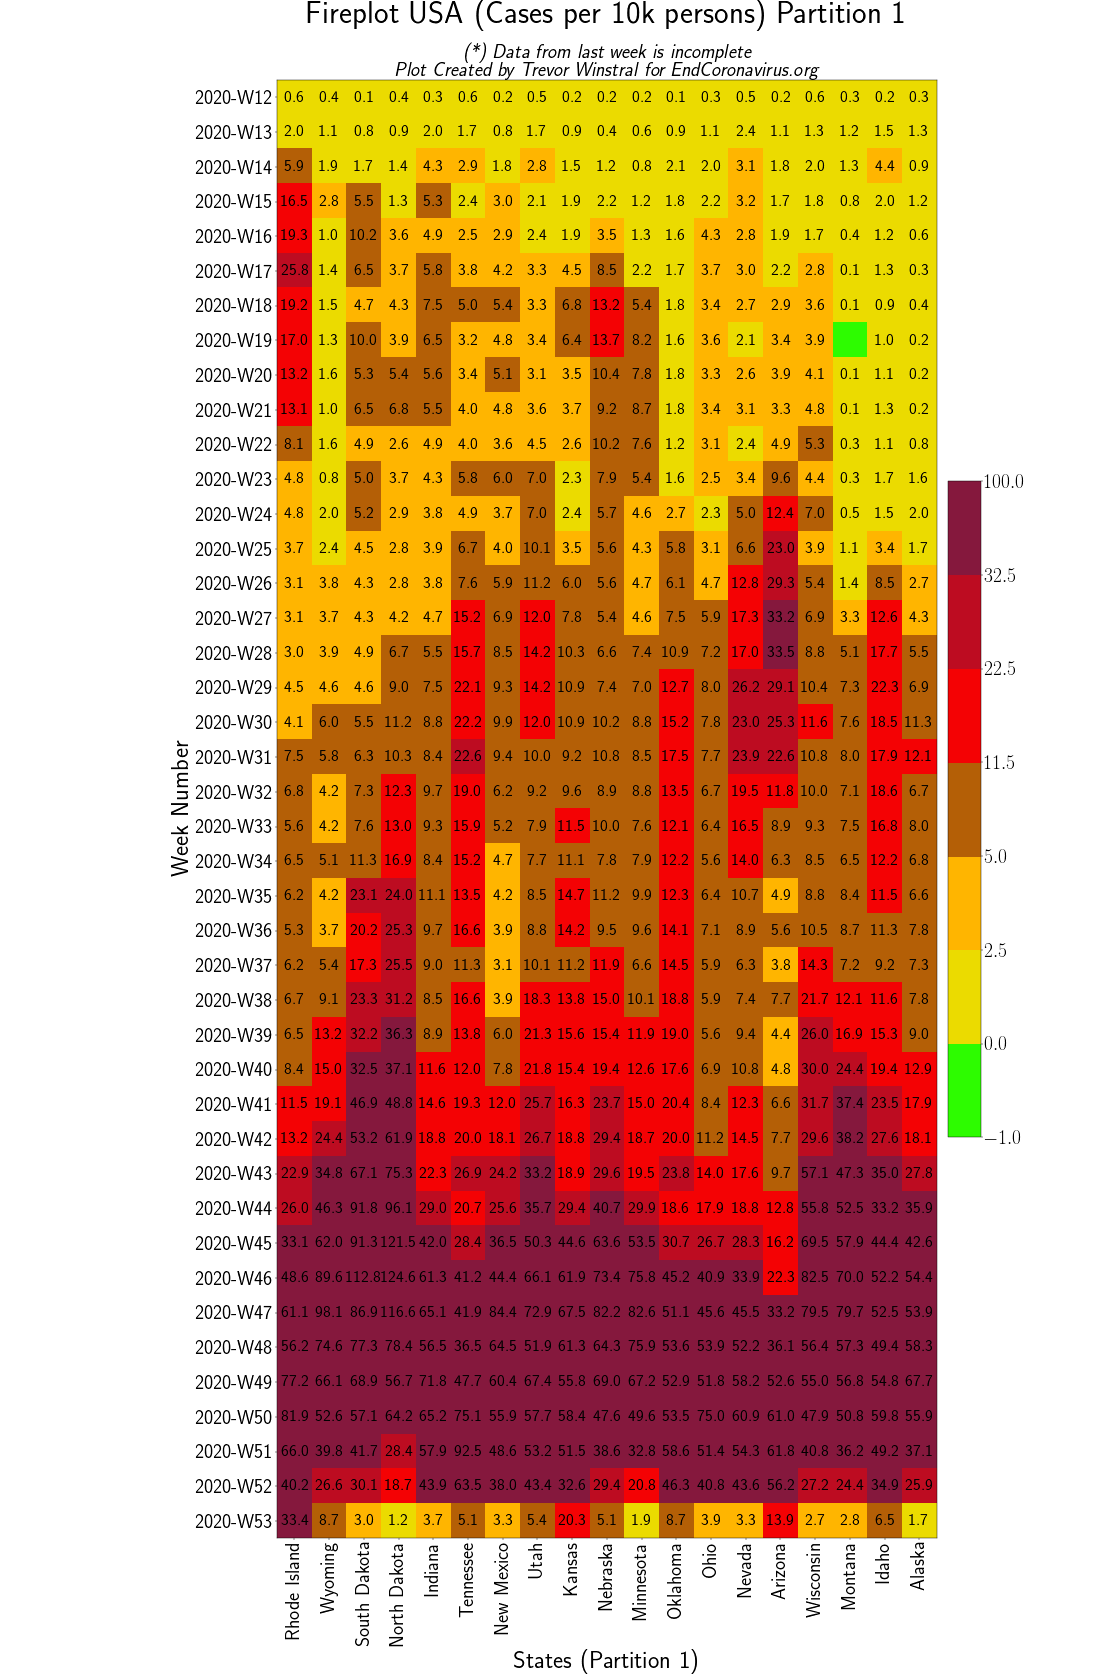 Fireplot USA (Cases per 10k persons) Partition 1
(*) Data from last week is incomplete
Plot Created by Trevor Winstral for EndCoronavirus.org
2020-W12 0.6 0.4 0.1 0.4 0.3 0.6 0.2 0.5 0.2 0.2 0.2 0.1 0.3 0.5 0.2 0.6 0.3 0.2 0.3
2020-W13 2.0 1.1 0.8 0.9 2.0 1.7 0.8 1.7 0.9 0.4 0.6 0.9 1.1 2.4 1.1 1.3 1.2 1.5 1.3
2020-W14 5.9 1.9 1.7 1.4 4.3 2.9 1.8 2.8 1.5 1.2 0.8 2.1 2.0 3.1 1.8 2.0 1.3 4.4 0.9
2020-W15 16.5 2.8 5.5 1.3 5.3 2.4 3.0 2.1 1.9 2.2 1.2 1.8 2.2 3.2 1.7 1.8 0.8 2.0 1.2
2020-W16 19.3 1.0 10.2 3.6 4.9 2.5 2.9 2.4 1.9 3.5 1.3 1.6 4.3 2.8 1.9 1.7 0.4 1.2 0.6
2020-W17 25.8 1.4 6.5 3.7 5.8 3.8 4.2 3.3 4.5 8.5 2.2 1.7 3.7 3.0 2.2 2.8 0.1 1.3 0.3
2020-W18 19.2 1.5 4.7 4.3 7.5 5.0 5.4 3.3 6.8 13.2 5.4 1.8 3.4 2.7 2.9 3.6 0.1 0.9 0.4
2020-W19 17.0 1.3 10.0 3.9 6.5 3.2 4.8 3.4 6.4 13.7 8.2 1.6 3.6 2.1 3.4 3.9 1.0 0.2
2020-W20 13.2 1.6 5.3 5.4 5.6 3.4 5.1 3.1 3.5 10.4 7.8 1.8 3.3 2.6 3.9 4.1 0.1 1.1 0.2
2020-W21 13.1 1.0 6.5 6.8 5.5 4.0 4.8 3.6 3.7 9.2 8.7 1.8 3.4 3.1 3.3 4.8 0.1 1.3 0.2
2020-W22 8.1 1.6 4.9 2.6 4.9 4.0 3.6 4.5 2.6 10.2 7.6 1.2 3.1 2.4 4.9 5.3 0.3 1.1 0.8
2020-W23 4.8 0.8 5.0 3.7 4.3 5.8 6.0 7.0 2.3 7.9 5.4 1.6 2.5 3.4 9.6 4.4 0.3 1.7 1.6
2020-W24 4.8 2.0 5.2 2.9 3.8 4.9 3.7 7.0 2.4 5.7 4.6 2.7 2.3 5.0 12.4 7.0 0.5 1.5 2.0
2020-W25 3.7 2.4 4.5 2.8 3.9 6.7 4.0 10.1 3.5 5.6 4.3 5.8 3.1 6.6 23.0 3.9 1.1 3.4 1.7
2020-W26 3.1 3.8 4.3 2.8 3.8 7.6 5.9 11.2 6.0 5.6 4.7 6.1 4.7 12.8 29.3 5.4 1.4 8.5 2.7
2020-W27 3.1 3.7 4.3 4.2 4.7 15.2 6.9 12.0 7.8 5.4 4.6 7.5 5.9 17.3 33.2 6.9 3.3 12.6 4.3
2020-W28 3.0 3.9 4.9 6.7 5.5 15.7 8.5 14.2 10.3 6.6 7.4 10.9 7.2 17.0 33.5 8.8 5.1 17.7 5.5
2020-W29 4.5 4.6 4.6 9.0 7.5 22.1 9.3 14.2 10.9 7.4 7.0 12.7 8.0 26.2 29.1 10.4 7.3 22.3 6.9
2020-W30 4.1 6.0 5.5 11.2 8.8 22.2 9.9 12.0 10.9 10.2 8.8 15.2 7.8 23.0 25.3 11.6 7.6 18.5 11.3
2020-W31 7.5 5.8 6.3 10.3 8.4 22.6 9.4 10.0 9.2 10.8 8.5 17.5 7.7 23.9 22.6 10.8 8.0 17.9 12.1
2020-W32 6.8 4.2 7.3 12.3 9.7 19.0 6.2 9.2 9.6 8.9 8.8 13.5 6.7 19.5 11.8 10.0 7.1 18.6 6.7
2020-W33 5.6 4.2 7.6 13.0 9.3 15.9 5.2 7.9 11.5 10.0 7.6 12.1 6.4 16.5 8.9 9.3 7.5 16.8 8.0
2020-W34 6.5 5.1 11.3 16.9 8.4 15.2 4.7 7.7 11.1 7.8 7.9 12.2 5.6 14.0 6.3 8.5 6.5 12.2 6.8
2020-W35 6.2 4.2 23.1 24.0 11.1 13.5 4.2 8.5 14.7 11.2 9.9 12.3 6.4 10.7 4.9 8.8 8.4 11.5 6.6
2020-W36 5.3 3.7 20.2 25.3 9.7 16.6 3.9 8.8 14.2 9.5 9.6 14.1 7.1 8.9 5.6 10.5 8.7 11.3 7.8
2020-W37 6.2 5.4 17.3 25.5 9.0 11.3 3.1 10.1 11.2 11.9 6.6 14.5 5.9 6.3 3.8 14.3 7.2 9.2 7.3
2020-W38 6.7 9.1 23.3 31.2 8.5 16.6 3.9 18.3 13.8 15.0 10.1 18.8 5.9 7.4 7.7 21.7 12.1 11.6 7.8
2020-W39 6.5 13.2 32.2 36.3 8.9 13.8 6.0 21.3 15.6 15.4 11.9 19.0 5.6 9.4 4.4 26.0 16.9 15.3 9.0
2020-W40 8.4 15.0 32.5 37.1 11.6 12.0 7.8 21.8 15.4 19.4 12.6 17.6 6.9 10.8 4.8 30.0 24.4 19.4 12.9
2020-W41 11.5 19.1 46.9 48.8 14.6 19.3 12.0 25.7 16.3 23.7 15.0 20.4 8.4 12.3 6.6 31.7 37.4 23.5 17.9
2020-W42 13.2 24.4 53.2 61.9 18.8 20.0 18.1 26.7 18.8 29.4 18.7 20.0 11.2 14.5 7.7 29.6 38.2 27.6 18.1
2020-W43 22.9 34.8 67.1 75.3 22.3 26.9 24.2 33.2 18.9 29.6 19.5 23.8 14.0 17.6 9.7 57.1 47.3 35.0 27.8
2020-W44 26.0 46.3 91.8 96.1 29.0 20.7 25.6 35.7 29.4 40.7 29.9 18.6 17.9 18.8 12.8 55.8 52.5 33.2 35.9
2020-W45 33.1 62.0 91.3 121.5 42.0 28.4 36.5 50.3 44.6 63.6 53.5 30.7 26.7 28.3 16.2 69.5 57.9 44.4 42.6
2020-W46 48.6 89.6 112.8 124.6 61.3 41.2 44.4 66.1 61.9 73.4 75.8 45.2 40.9 33.9 22.3 82.5 70.0 52.2 54.4
2020-W47 61.1 98.1 86.9 116.6 65.1 41.9 84.4 72.9 67.5 82.2 82.6 51.1 45.6 45.5 33.2 79.5 79.7 52.5 53.9
2020-W48 56.2 74.6 77.3 78.4 56.5 36.5 64.5 51.9 61.3 64.3 75.9 53.6 53.9 52.2 36.1 56.4 57.3 49.4 58.3
2020-W49 77.2 66.1 68.9 56.7 71.8 47.7 60.4 67.4 55.8 69.0 67.2 52.9 51.8 58.2 52.6 55.0 56.8 54.8 67.7
2020-W50 81.9 52.6 57.1 64.2 65.2 75.1 55.9 57.7 58.4 47.6 49.6 53.5 75.0 60.9 61.0 47.9 50.8 59.8 55.9
2020-W51 66.0 39.8 41.7 28.4 57.9 92.5 48.6 53.2 51.5 38.6 32.8 58.6 51.4 54.3 61.8 40.8 36.2 49.2 37.1
2020-W52 40.2 26.6 30.1 18.7 43.9 63.5 38.0 43.4 32.6 29.4 20.8 46.3 40.8 43.6 56.2 27.2 24.4 34.9 25.9
2020-W53 33.4 8.7 3.0 1.2 3.7 5.1 3.3 5.4 20.3 5.1 1.9 8.7 3.9 3.3 13.9 2.7 2.8 6.5 1.7
Rhode Island Wyoming South Dakota North Dakota Indiana Tennessee New Mexico Utah Kansas Nebraska Minnesota Oklahoma Ohio Nevada Arizona Wisconsin Montana Idaho Alaska
States (Partition 1)
Week Number
100.0
32.5
22.5
11.5
5.0
2.5
0.0
−1.0